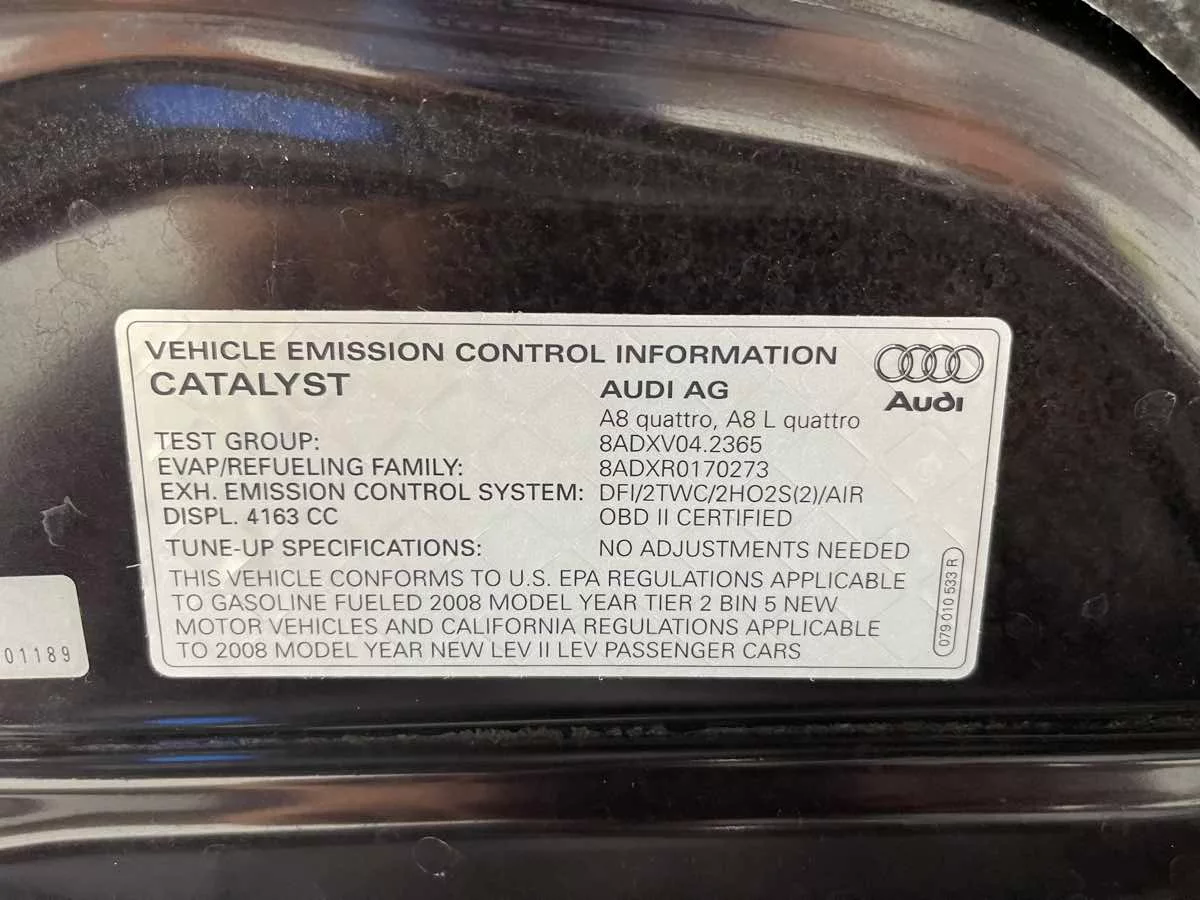 VEHICLE EMISSION CONTROL INFORMATION
CATALYST
AUDI AG
Audi
A8 quattro, A8 L quattro
TEST GROUP: 8ADXV04.2365
EVAP/REFUELING FAMILY: 8ADXR0170273
EXH. EMISSION CONTROL SYSTEM: DFI/2TWC/2HO2S(2)/AIR
DISPL. 4163 CC OBD II CERTIFIED
TUNE-UP SPECIFICATIONS: NO ADJUSTMENTS NEEDED
THIS VEHICLE CONFORMS TO U.S. EPA REGULATIONS APPLICABLE
TO GASOLINE FUELED 2008 MODEL YEAR TIER 2 BIN 5 NEW
MOTOR VEHICLES AND CALIFORNIA REGULATIONS APPLICABLE
TO 2008 MODEL YEAR NEW LEV II LEV PASSENGER CARS
079 010 533 R
01189